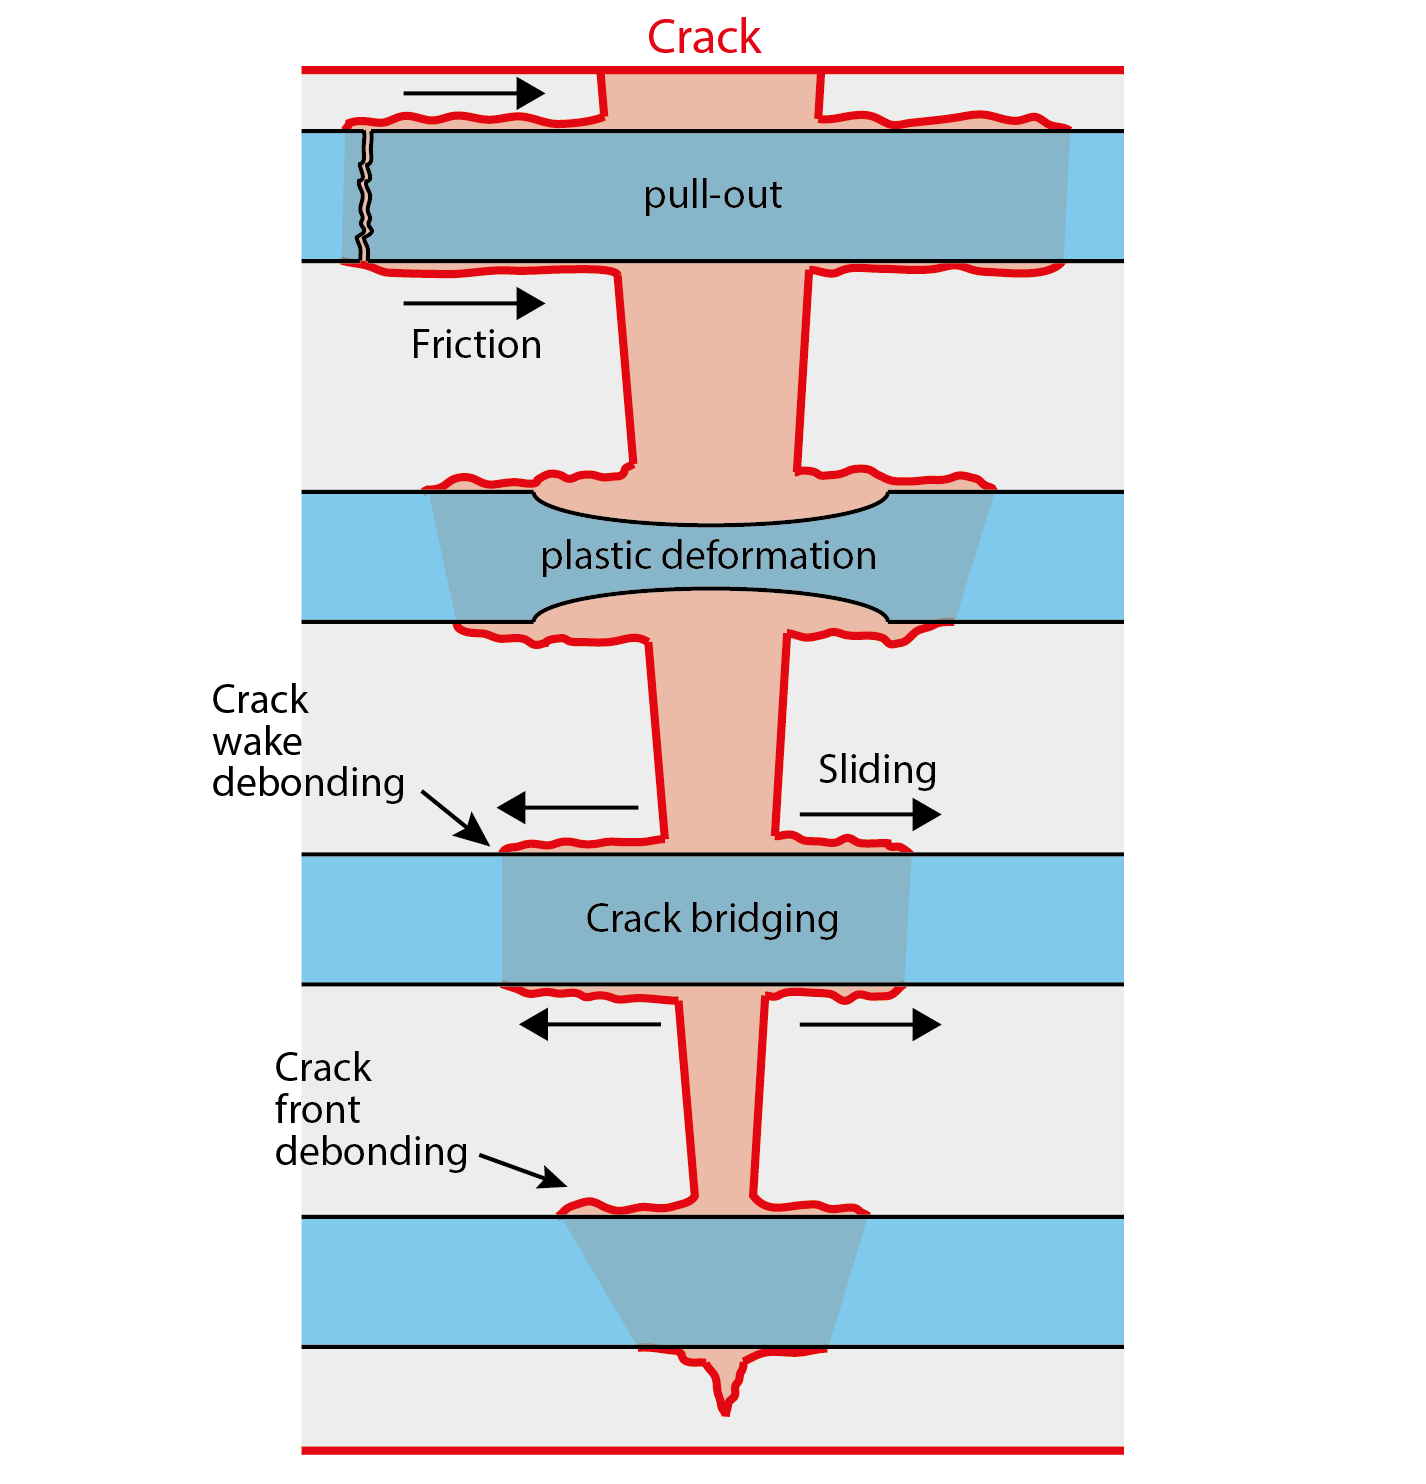 Crack
pull-out
Friction
plastic deformation
Crack
wake
debonding
Sliding
Crack bridging
Crack
front
debonding